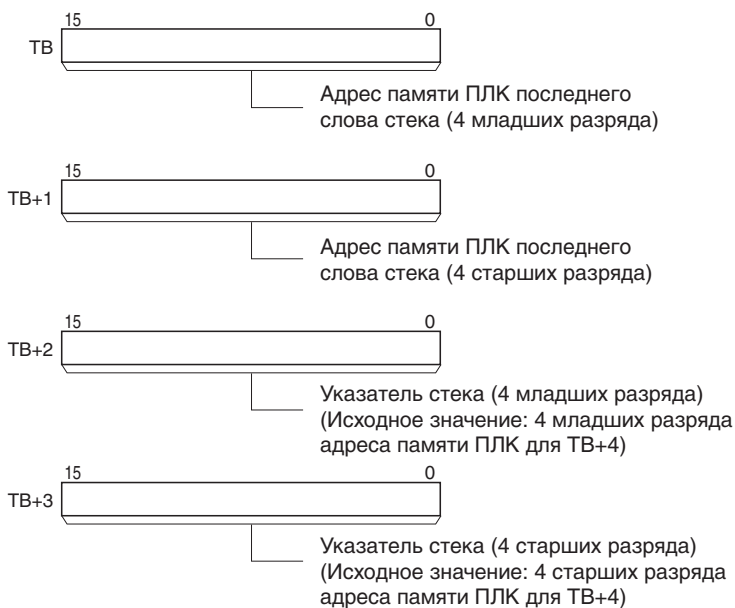 15 0
TB
Адрес памяти ПЛК последнего
слова стека (4 младших разряда)
15 0
TB+1
Адрес памяти ПЛК последнего
слова стека (4 старших разряда)
15 0
TB+2
Указатель стека (4 младших разряда)
(Исходное значение: 4 младших разряда
адреса памяти ПЛК для TB+4)
15 0
TB+3
Указатель стека (4 старших разряда)
(Исходное значение: 4 старших разряда
адреса памяти ПЛК для TB+4)